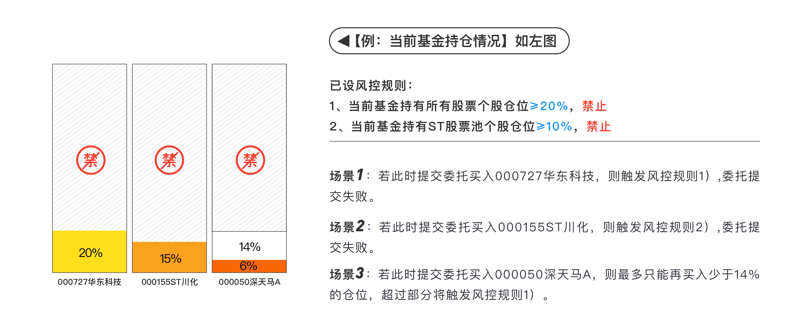 ◀【例：当前基金持仓情况】如左图
已设风控规则：
1、当前基金持有所有股票个股仓位≥20%，禁止
2、当前基金持有ST股票池个股仓位≥10%，禁止
场景1：若此时提交委托买入000727华东科技，则触发风控规则1）,委托提
交失败。
场景2：若此时提交委托买入000155ST川化，则触发风控规则2）,委托提
交失败。
场景3：若此时提交委托买入000050深天马A，则最多只能再买入少于14%
的仓位，超过部分将触发风控规则1）。
禁
禁
禁
20%
15%
14%
6%
000727华东科技
000155ST川化
000050深天马A